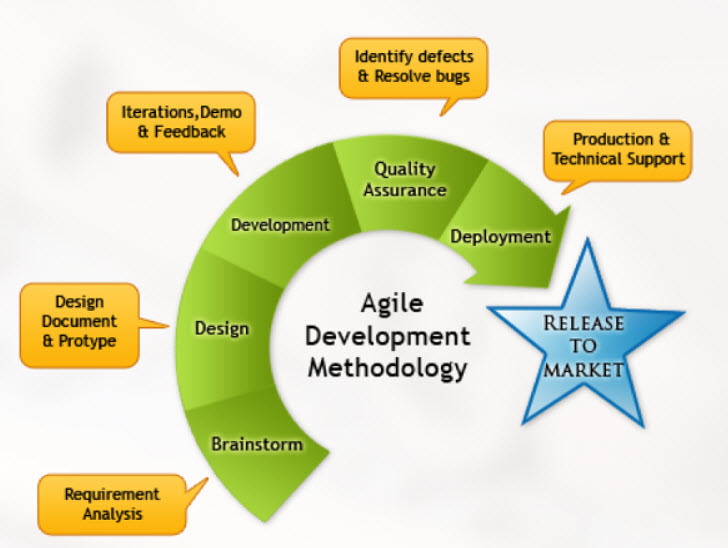 Identify defects
& Resolve bugs
Iterations,Demo
& Feedback
Production &
Technical Support
Quality
Assurance
Development
Deployment
Design
Document
& Protype
Design
Agile
Development
Methodology
RELEASE
TO
MARKET
Brainstorm
Requirement
Analysis